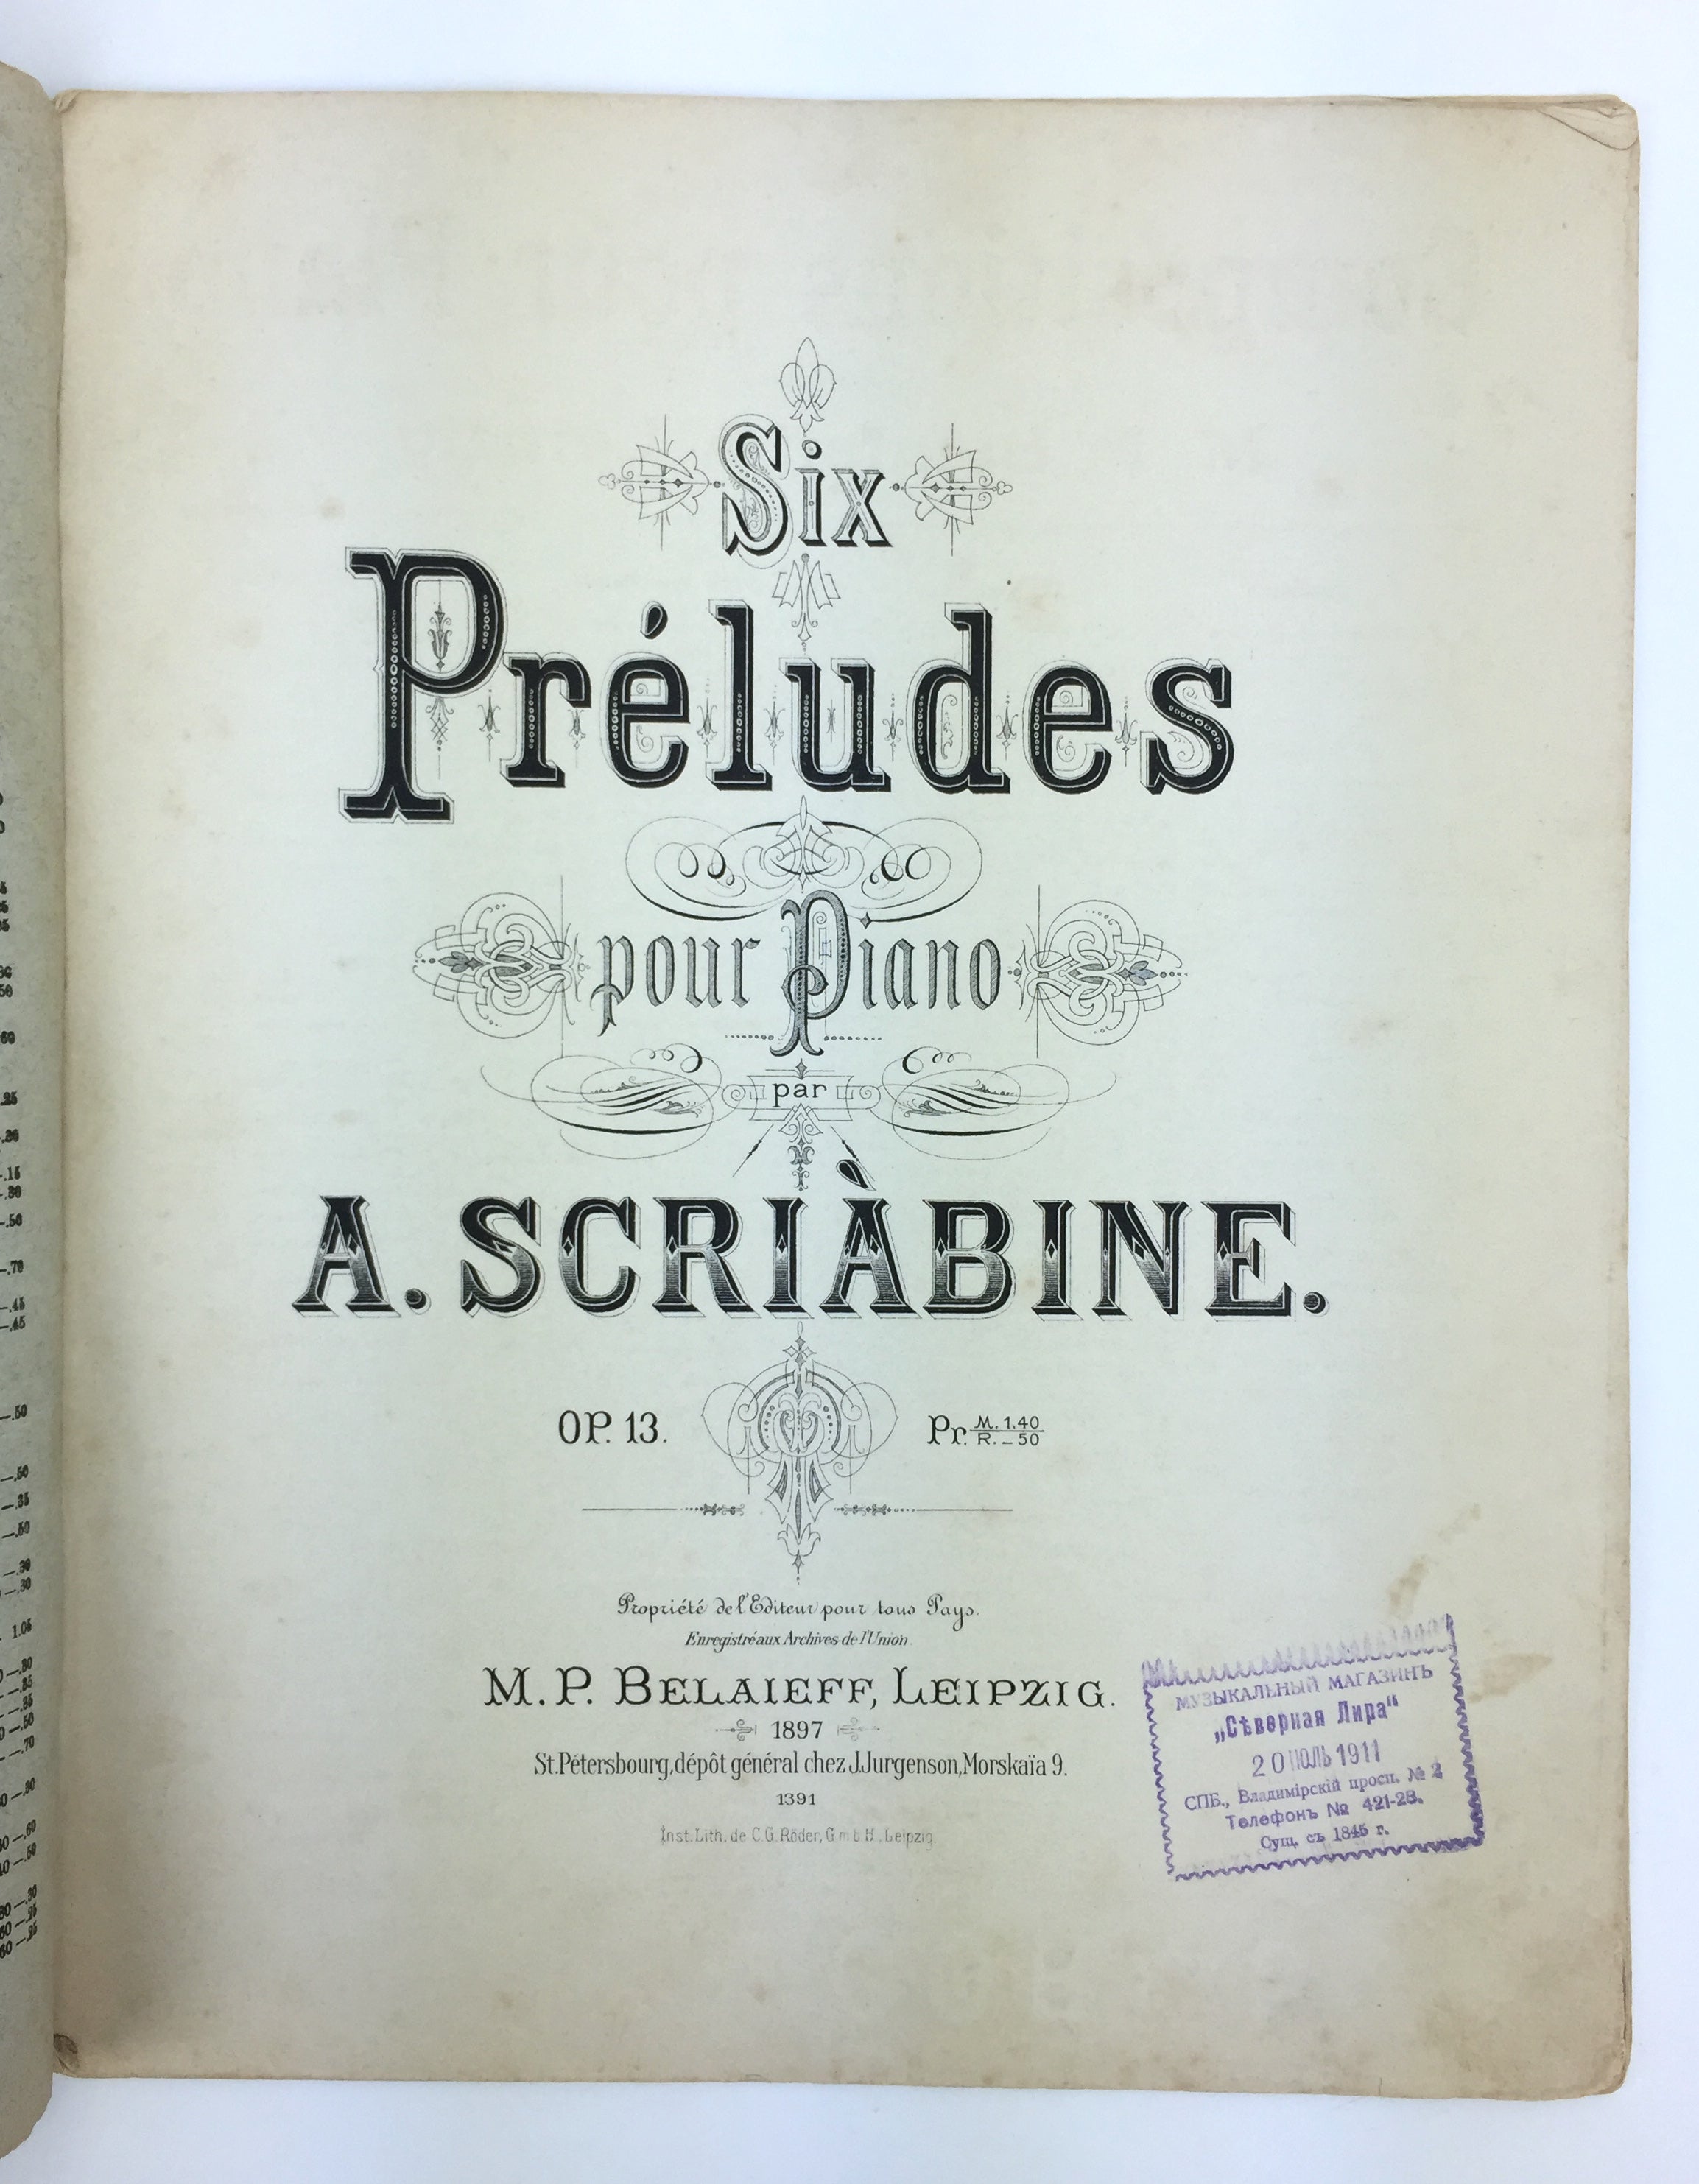 Six
Préludes
pour Piano
par
A. SCRIÀBINE.
OP. 13.
Pr. M. 1.40
R. – 50
Propriété de l'Editeur pour tous Pays.
Enregistré aux Archives de l'Union.
M. P. BELAIEFF, LEIPZIG.
1897
St. Pétersbourg, dépôt général chez J. Jurgenson, Morskaïa 9.
1391
Inst. Lith. de C. G. Röder, G m b H., Leipzig.
МУЗЫКАЛЬНЫЙ МАГАЗИНЪ
„Сѣверная Лира“
20 ІЮЛЬ 1911
СПБ., Владимірскій просп. № 2
Телефонъ № 421-28.
Сущ. съ 1845 г.